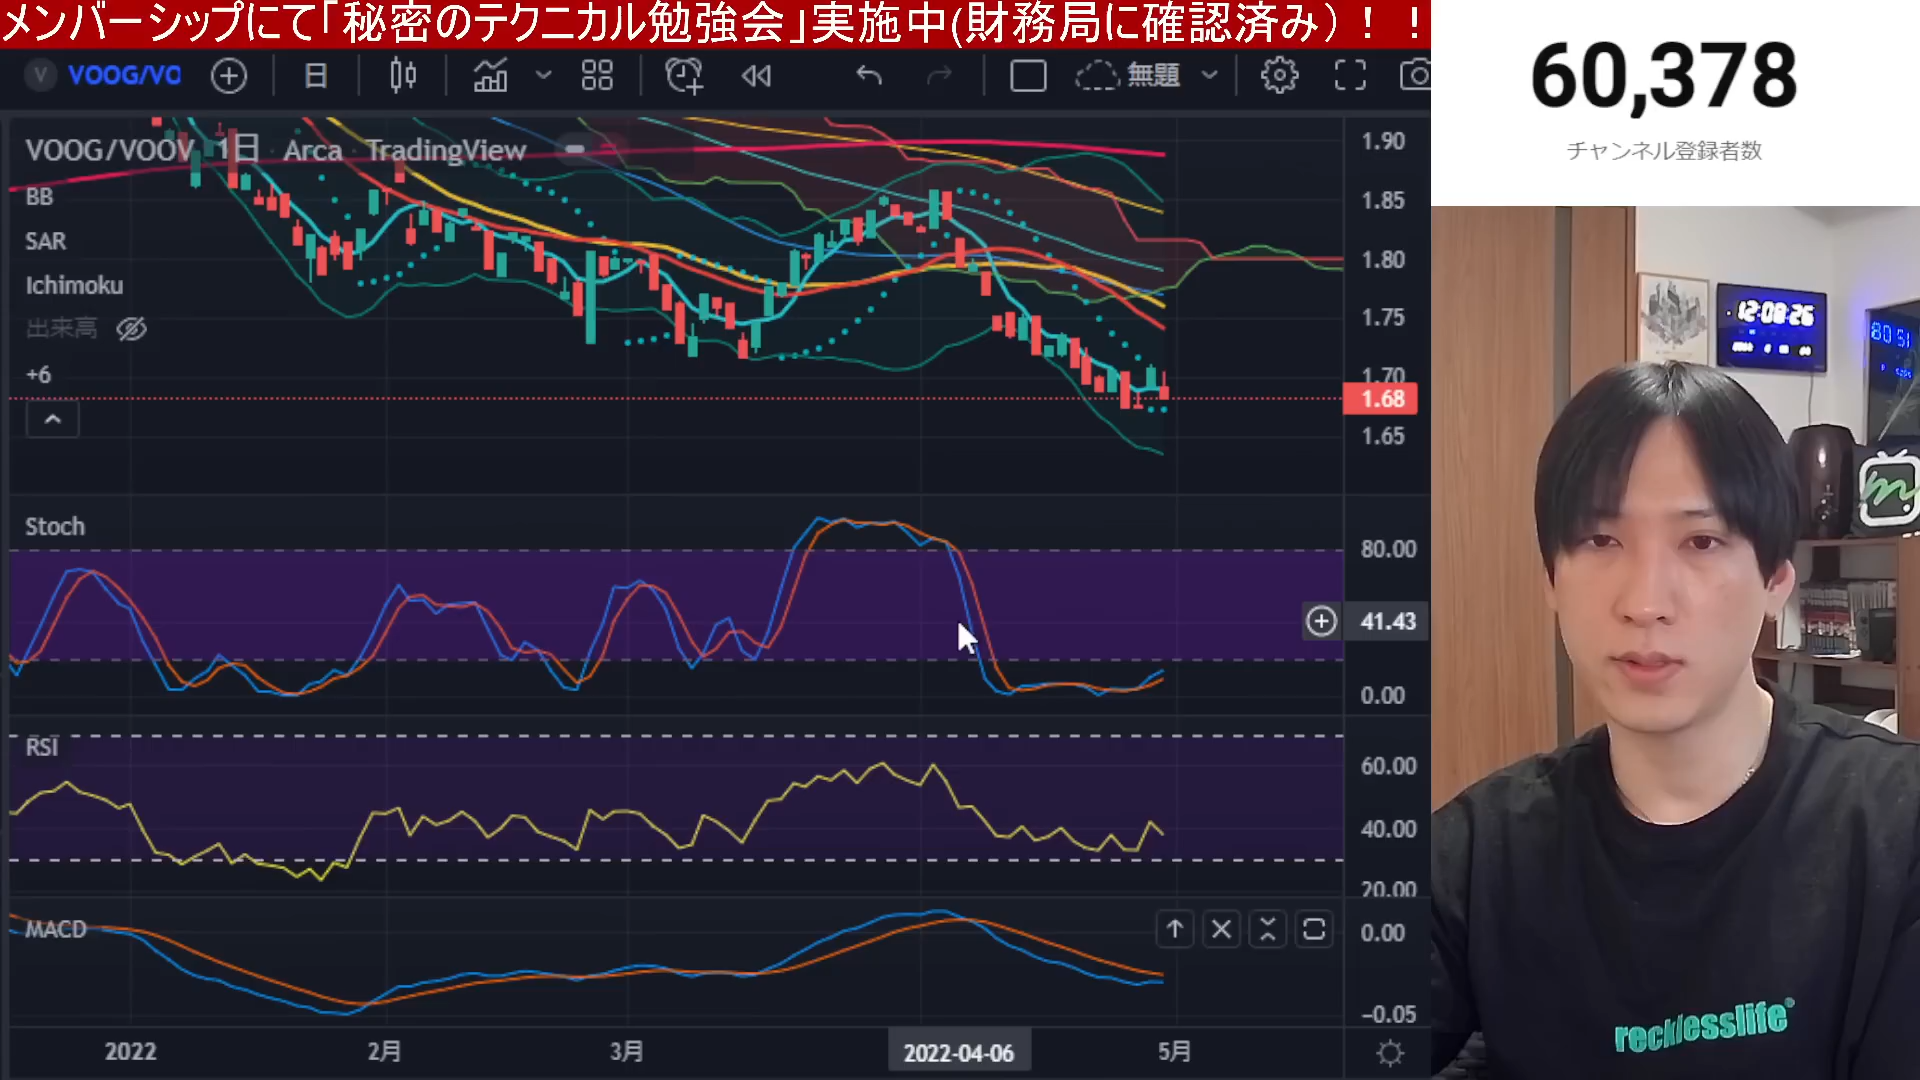 メンバーシップにて「秘密のテクニカル勉強会」実施中(財務局に確認済み)！！
V VOOG/VO 日 無題
60,378
チャンネル登録者数
VOOG/VOOV 1日 · Arca · TradingView
BB
SAR
Ichimoku
出来高
+6
1.90
1.85
1.80
1.75
1.70
1.68
1.65
Stoch
80.00
41.43
0.00
RSI
60.00
40.00
20.00
MACD
0.00
-0.05
2022 2月 3月 2022-04-06 5月
12:08:26
recklesslife®